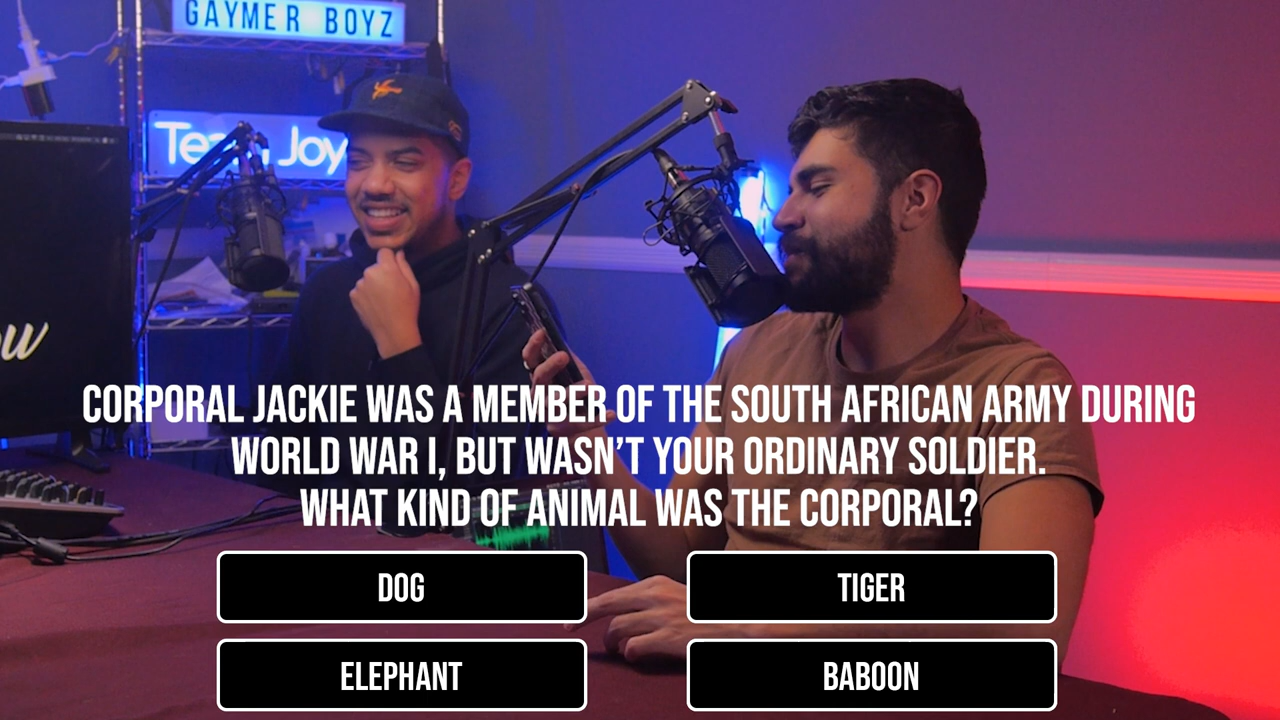 GAYMER BOYZ
Joy
CORPORAL JACKIE WAS A MEMBER OF THE SOUTH AFRICAN ARMY DURING
WORLD WAR I, BUT WASN'T YOUR ORDINARY SOLDIER.
WHAT KIND OF ANIMAL WAS THE CORPORAL?
DOG
TIGER
ELEPHANT
BABOON